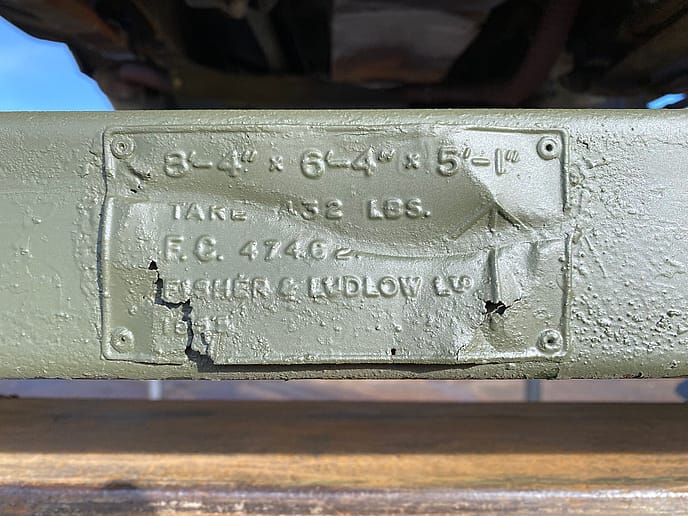 8'-4" × 6'-4" × 5'-1"
TARE 432 LBS.
F.C. 47462.
FISHER & LUDLOW LTD